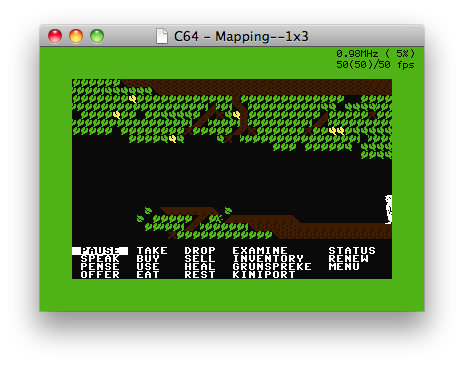 C64 - Mapping--1x3
0.98MHz ( 5%)
50(50)/50 fps
PAUSE TAKE DROP EXAMINE STATUS
SPEAK BUY SELL INVENTORY RENEW
PENSE USE HEAL GRUNSPREKE MENU
OFFER EAT REST KINIPORT